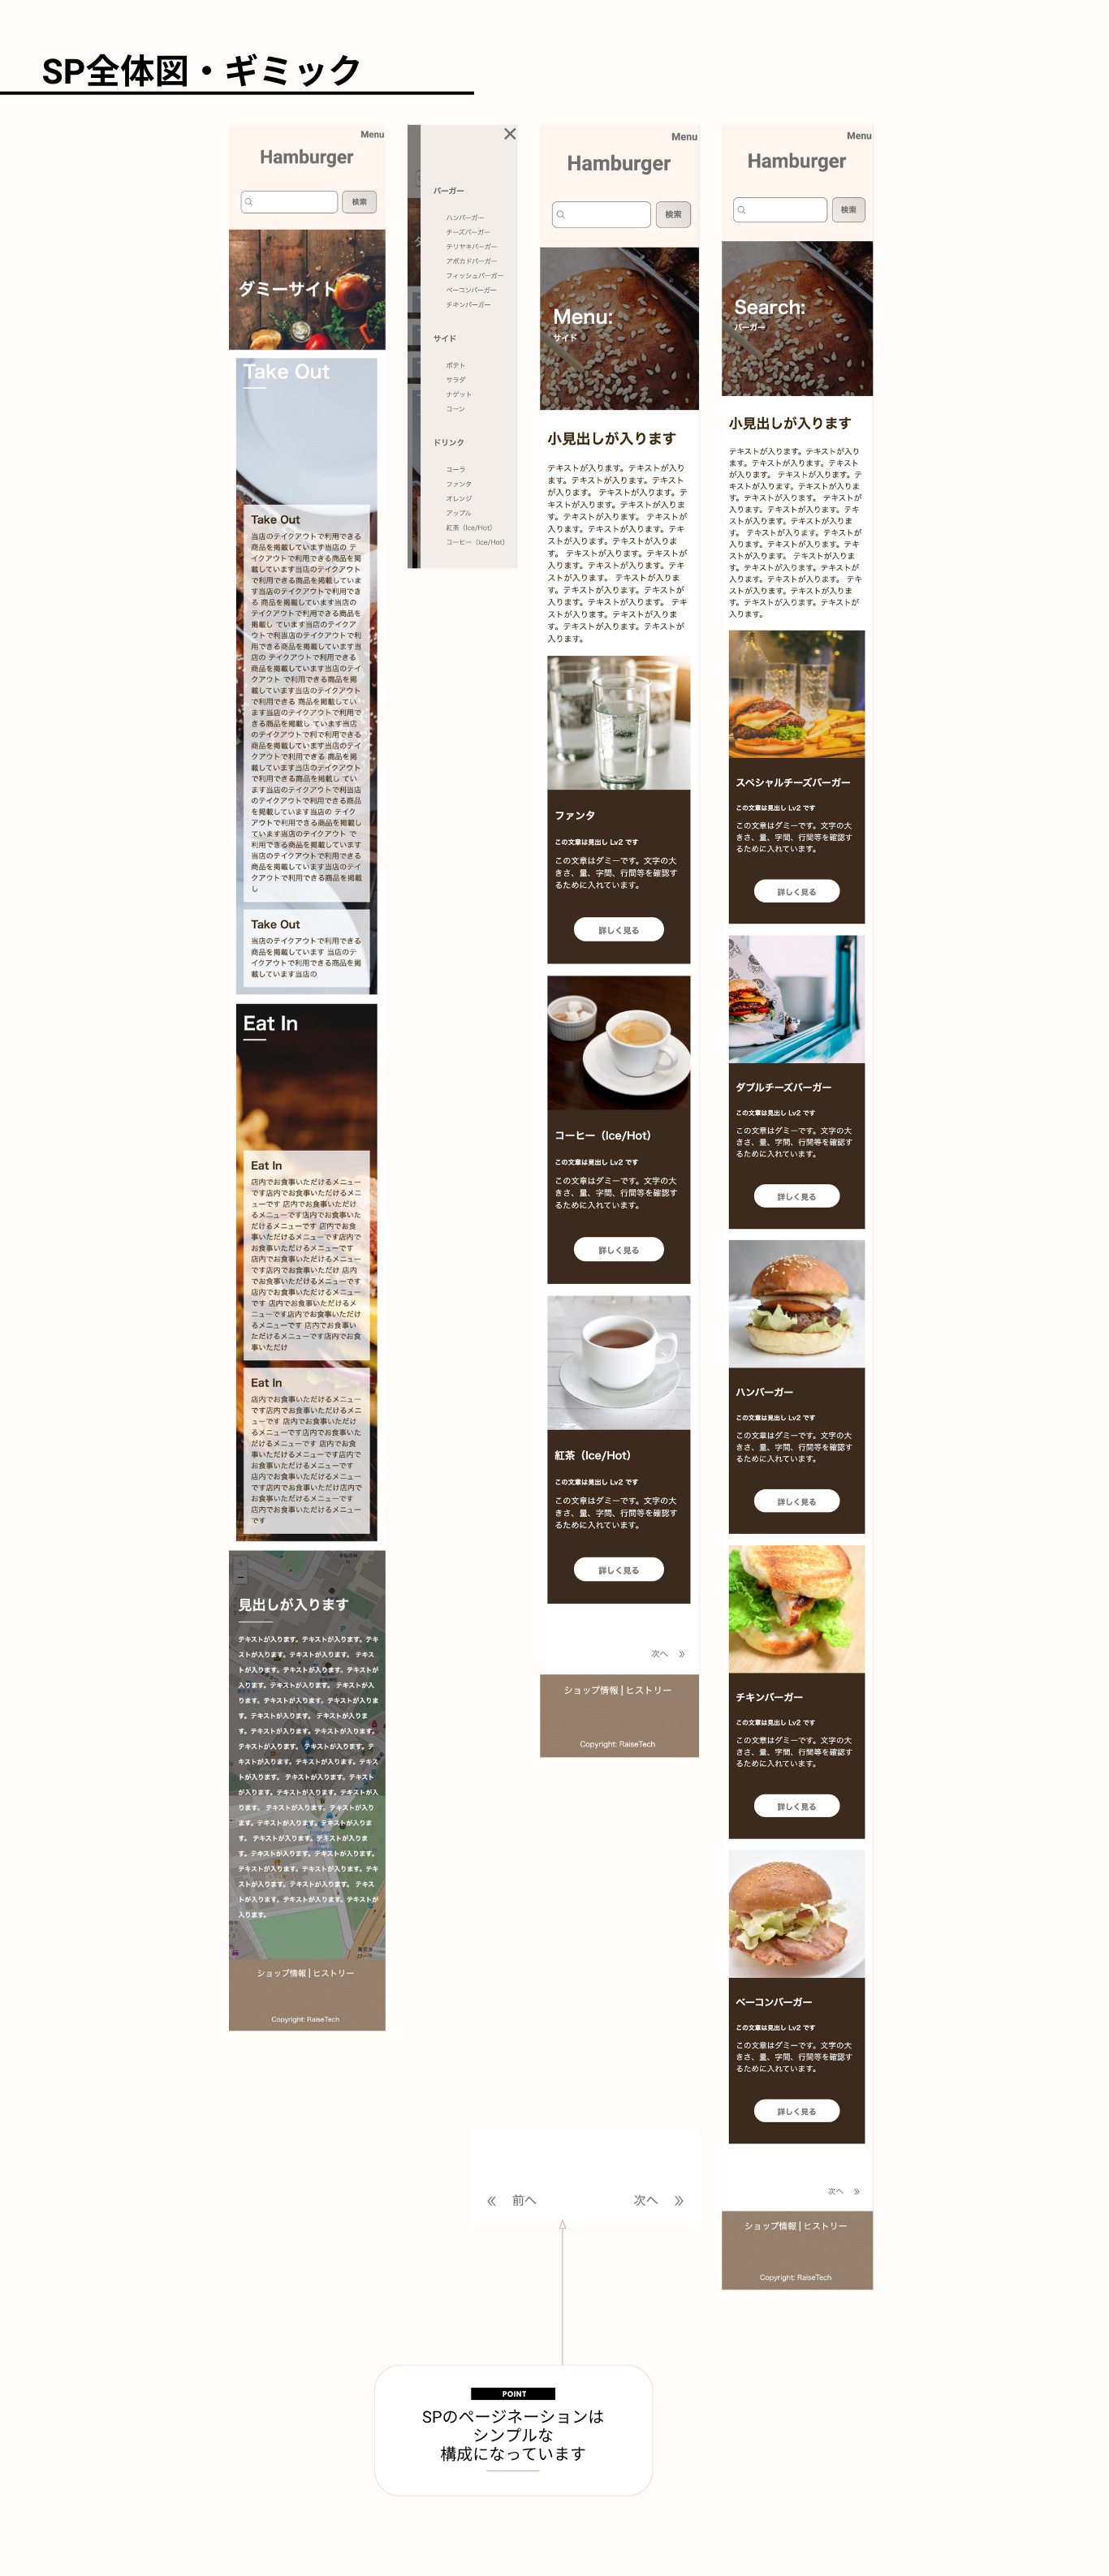 SP全体図・ギミック
Menu
Hamburger
検索
ダミーサイト
Take Out
Take Out
当店のテイクアウトで利用できる
商品を掲載しています当店の テ
イクアウトで利用できる商品を掲
載しています当店のテイクアウト
で利用できる商品を掲載していま
す当店のテイクアウトで利用でき
る 商品を掲載しています当店の
テイクアウトで利用できる商品を
掲載し ています当店のテイクア
ウトで利当店のテイクアウトで利
用できる商品を掲載しています当
店の テイクアウトで利用できる
商品を掲載しています当店のテイ
クアウト で利用できる商品を掲
載しています当店のテイクアウト
で利用できる 商品を掲載してい
ます当店のテイクアウトで利用で
きる商品を掲載し ています当店
のテイクアウトで利で利用できる
商品を掲載しています当店のテイ
クアウトで利用できる 商品を掲
載しています当店のテイクアウト
で利用できる商品を掲載し てい
ます当店のテイクアウトで利当店
のテイクアウトで利用できる商品
を掲載しています当店の テイク
アウトで利用できる商品を掲載し
ています当店のテイクアウト で
利用できる商品を掲載しています
当店のテイクアウトで利用できる
商品を掲載しています当店のテイ
クアウトで利用できる商品を掲載
し
Take Out
当店のテイクアウトで利用できる
商品を掲載しています 当店のテ
イクアウトで利用できる商品を掲
載しています当店の
Eat In
Eat In
店内でお食事いただけるメニュー
です店内でお食事いただけるメニ
ューです 店内でお食事いただけ
るメニューです店内でお食事いた
だけるメニューです 店内でお食
事いただけるメニューです店内で
お食事いただけるメニューです
店内でお食事いただけるメニュー
です店内でお食事いただけ 店内
でお食事いただけるメニューです
店内でお食事いただけるメニュー
です 店内でお食事いただけるメ
ニューです店内でお食事いただけ
るメニューです 店内でお食事い
ただけるメニューです店内でお食
事いただけ
Eat In
店内でお食事いただけるメニュー
です店内でお食事いただけるメニ
ューです 店内でお食事いただけ
るメニューです店内でお食事いた
だけるメニューです 店内でお食
事いただけるメニューです店内で
お食事いただけるメニューです
店内でお食事いただけるメニュー
です店内でお食事いただけ店内で
お食事いただけるメニューです
店内でお食事いただけるメニュー
です
見出しが入ります
テキストが入ります。テキストが入ります。テキ
ストが入ります。テキストが入ります。 テキス
トが入ります。テキストが入ります。テキストが
入ります。テキストが入ります。 テキストが入
ります。テキストが入ります。テキストが入りま
す。テキストが入ります。 テキストが入りま
す。テキストが入ります。テキストが入ります。
テキストが入ります。 テキストが入ります。テ
キストが入ります。テキストが入ります。テキス
トが入ります。 テキストが入ります。テキスト
が入ります。テキストが入ります。テキストが入
ります。 テキストが入ります。テキストが入り
ます。テキストが入ります。テキストが入りま
す。 テキストが入ります。テキストが入りま
す。テキストが入ります。テキストが入ります。
テキストが入ります。テキストが入ります。テキ
ストが入ります。テキストが入ります。 テキス
トが入ります。テキストが入ります。テキストが
入ります。
ショップ情報 | ヒストリー
Copyright: RaiseTech
バーガー
ハンバーガー
チーズバーガー
テリヤキバーガー
アボカドバーガー
フィッシュバーガー
ベーコンバーガー
チキンバーガー
サイド
ポテト
サラダ
ナゲット
コーン
ドリンク
コーラ
ファンタ
オレンジ
アップル
紅茶（Ice/Hot）
コーヒー（Ice/Hot）
Menu
Hamburger
検索
Menu:
サイド
小見出しが入ります
テキストが入ります。テキストが入り
ます。テキストが入ります。テキスト
が入ります。 テキストが入ります。テ
キストが入ります。テキストが入りま
す。テキストが入ります。 テキストが
入ります。テキストが入ります。テキ
ストが入ります。テキストが入りま
す。 テキストが入ります。テキストが
入ります。テキストが入ります。テキ
ストが入ります。 テキストが入りま
す。テキストが入ります。テキストが
入ります。テキストが入ります。 テキ
ストが入ります。テキストが入りま
す。テキストが入ります。テキストが
入ります。
ファンタ
この文章は見出し Lv2 です
この文章はダミーです。文字の大
きさ、量、字間、行間等を確認す
るために入れています。
詳しく見る
コーヒー（Ice/Hot）
この文章は見出し Lv2 です
この文章はダミーです。文字の大
きさ、量、字間、行間等を確認す
るために入れています。
詳しく見る
紅茶（Ice/Hot）
この文章は見出し Lv2 です
この文章はダミーです。文字の大
きさ、量、字間、行間等を確認す
るために入れています。
詳しく見る
次へ »
ショップ情報 | ヒストリー
Copyright: RaiseTech
Menu
Hamburger
検索
Search:
バーガー
小見出しが入ります
テキストが入ります。テキストが入り
ます。テキストが入ります。テキスト
が入ります。 テキストが入ります。テ
キストが入ります。テキストが入りま
す。テキストが入ります。 テキストが
入ります。テキストが入ります。テキ
ストが入ります。テキストが入りま
す。 テキストが入ります。テキストが
入ります。テキストが入ります。テキ
ストが入ります。 テキストが入りま
す。テキストが入ります。テキストが
入ります。テキストが入ります。 テキ
ストが入ります。テキストが入りま
す。テキストが入ります。テキストが
入ります。
スペシャルチーズバーガー
この文章は見出し Lv2 です
この文章はダミーです。文字の大
きさ、量、字間、行間等を確認す
るために入れています。
詳しく見る
ダブルチーズバーガー
この文章は見出し Lv2 です
この文章はダミーです。文字の大
きさ、量、字間、行間等を確認す
るために入れています。
詳しく見る
ハンバーガー
この文章は見出し Lv2 です
この文章はダミーです。文字の大
きさ、量、字間、行間等を確認す
るために入れています。
詳しく見る
チキンバーガー
この文章は見出し Lv2 です
この文章はダミーです。文字の大
きさ、量、字間、行間等を確認す
るために入れています。
詳しく見る
ベーコンバーガー
この文章は見出し Lv2 です
この文章はダミーです。文字の大
きさ、量、字間、行間等を確認す
るために入れています。
詳しく見る
次へ »
ショップ情報 | ヒストリー
Copyright: RaiseTech
« 前へ 次へ »
POINT
SPのページネーションは
シンプルな
構成になっています